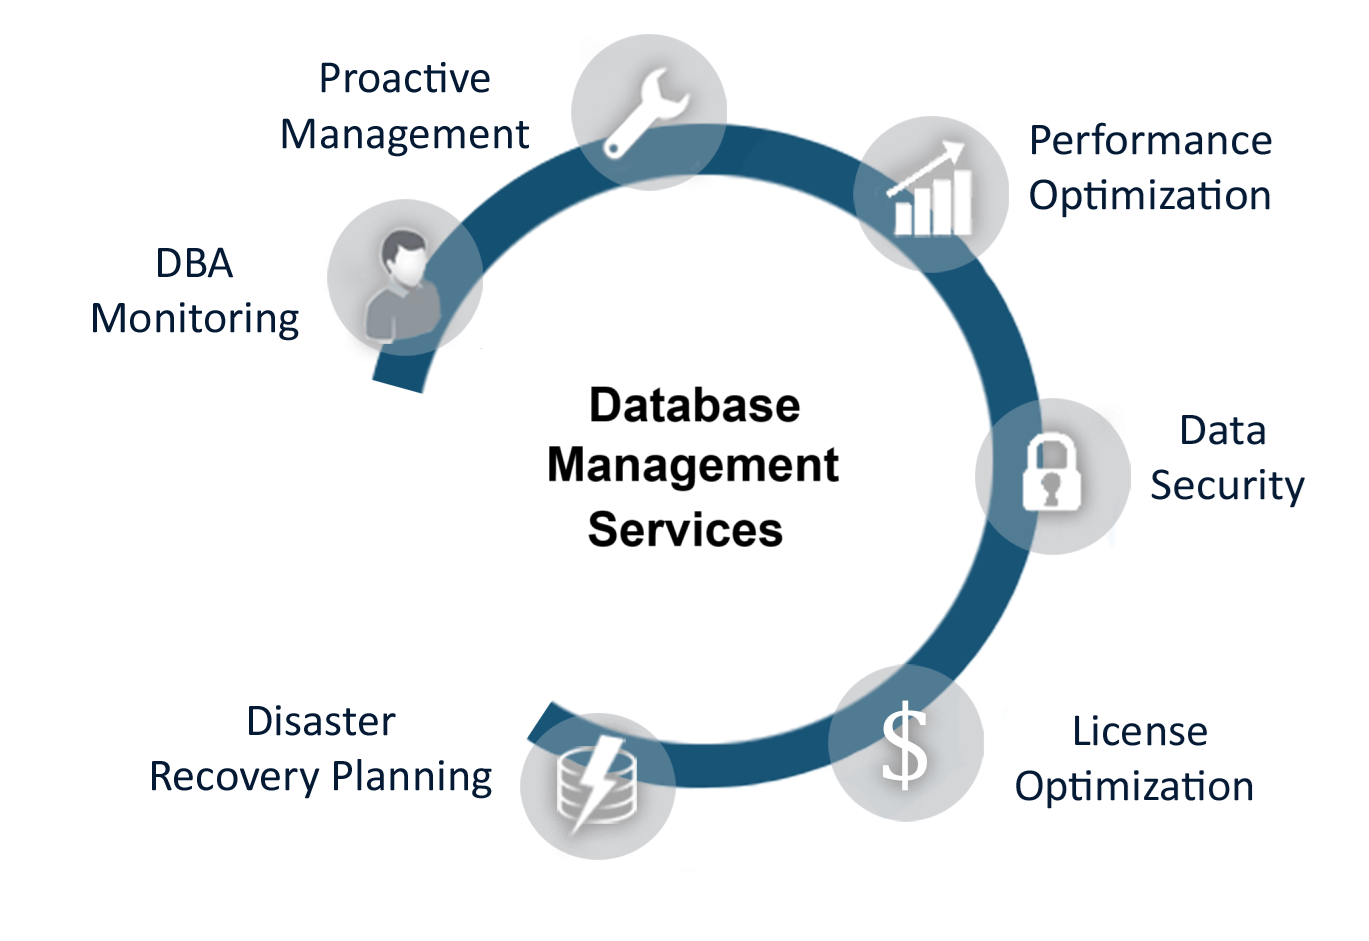 Proactive
Management
Performance
Optimization
DBA
Monitoring
Database
Management
Services
Data
Security
Disaster
Recovery Planning
$
License
Optimization